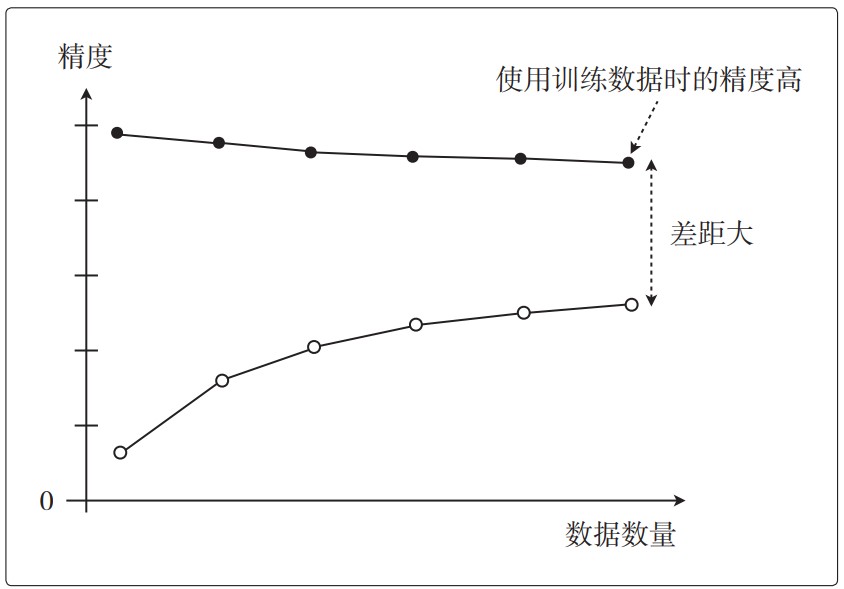 精度
使用训练数据时的精度高
差距大
0
数据数量